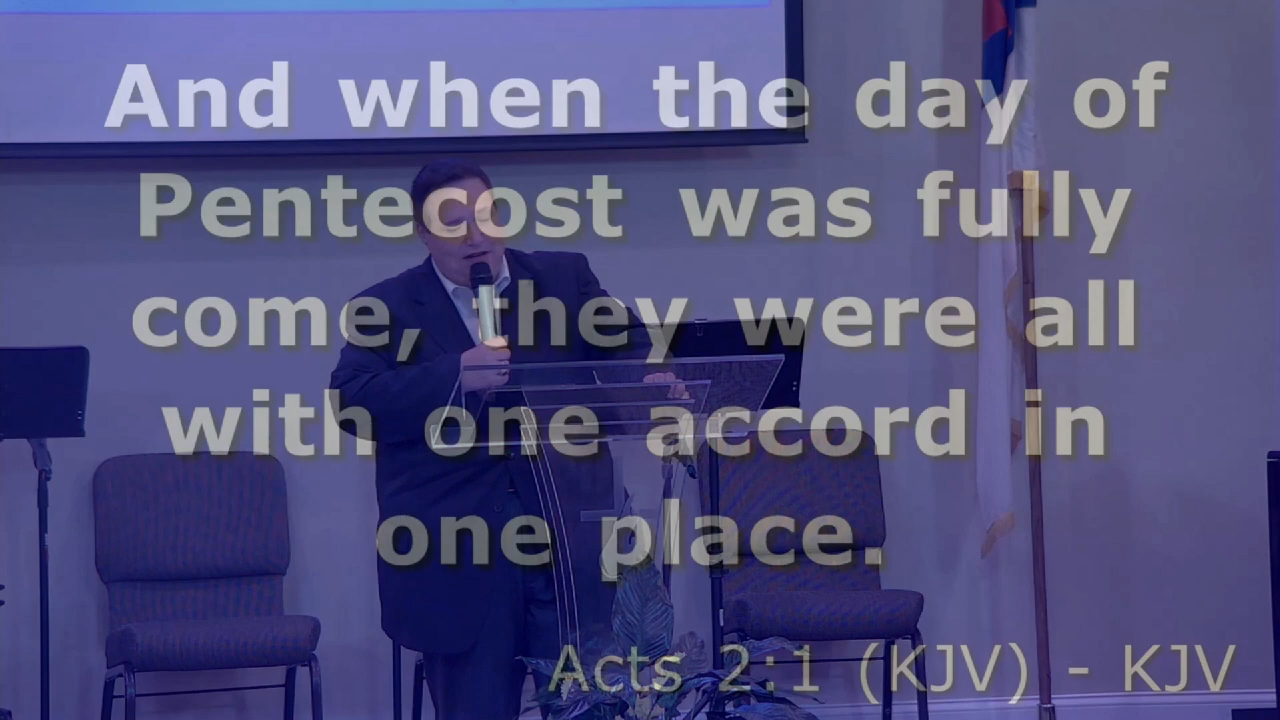 And when the day of
Pentecost was fully
come, they were all
with one accord in
one place.
Acts 2:1 (KJV) - KJV